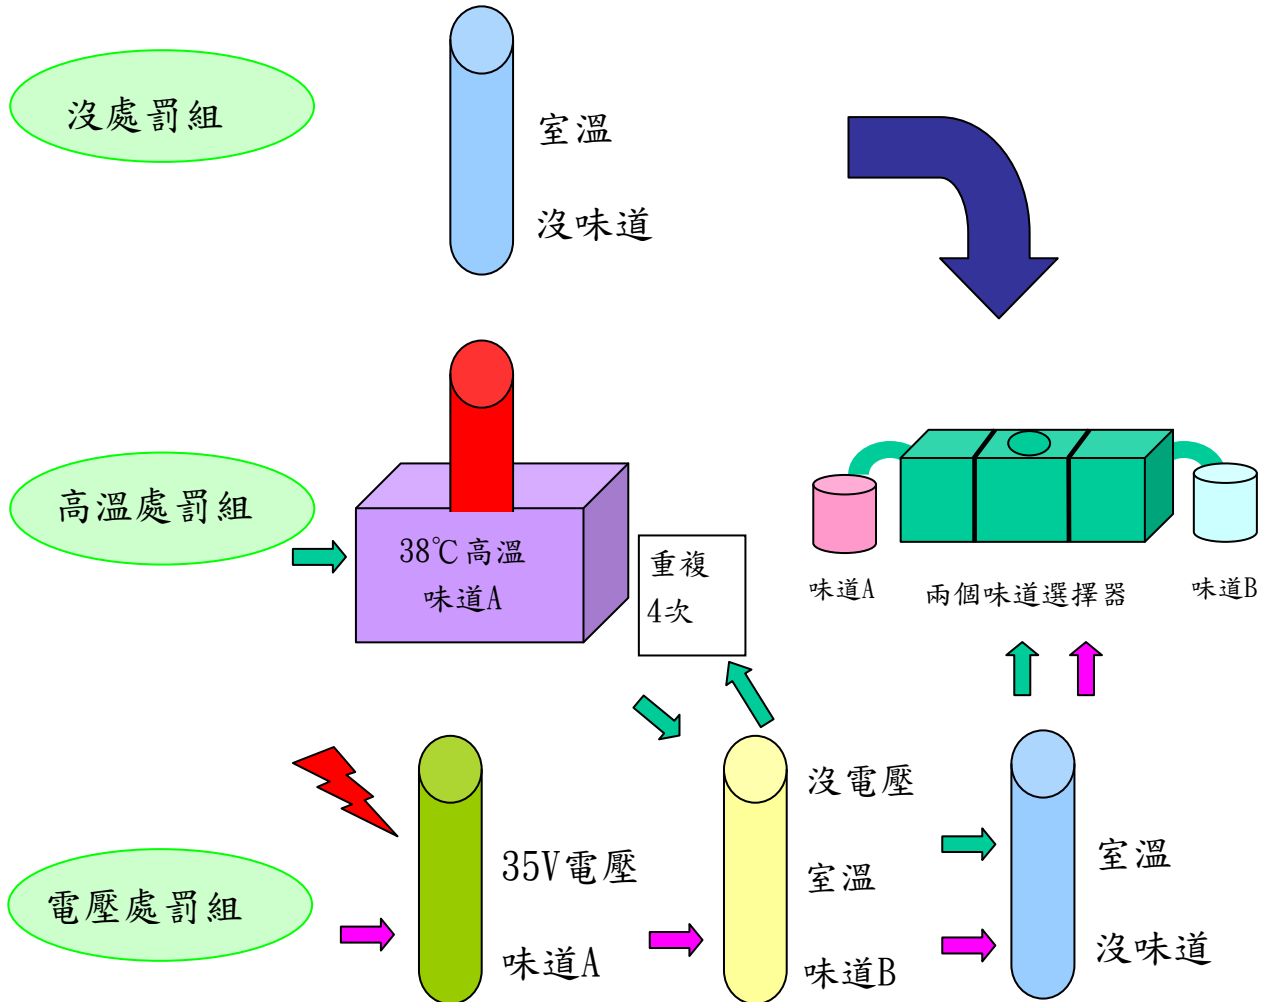 沒處罰組
室溫
沒味道
高溫處罰組
38℃高溫
味道A
重複
4次
味道A
兩個味道選擇器
味道B
電壓處罰組
35V電壓
味道A
沒電壓
室溫
味道B
室溫
沒味道